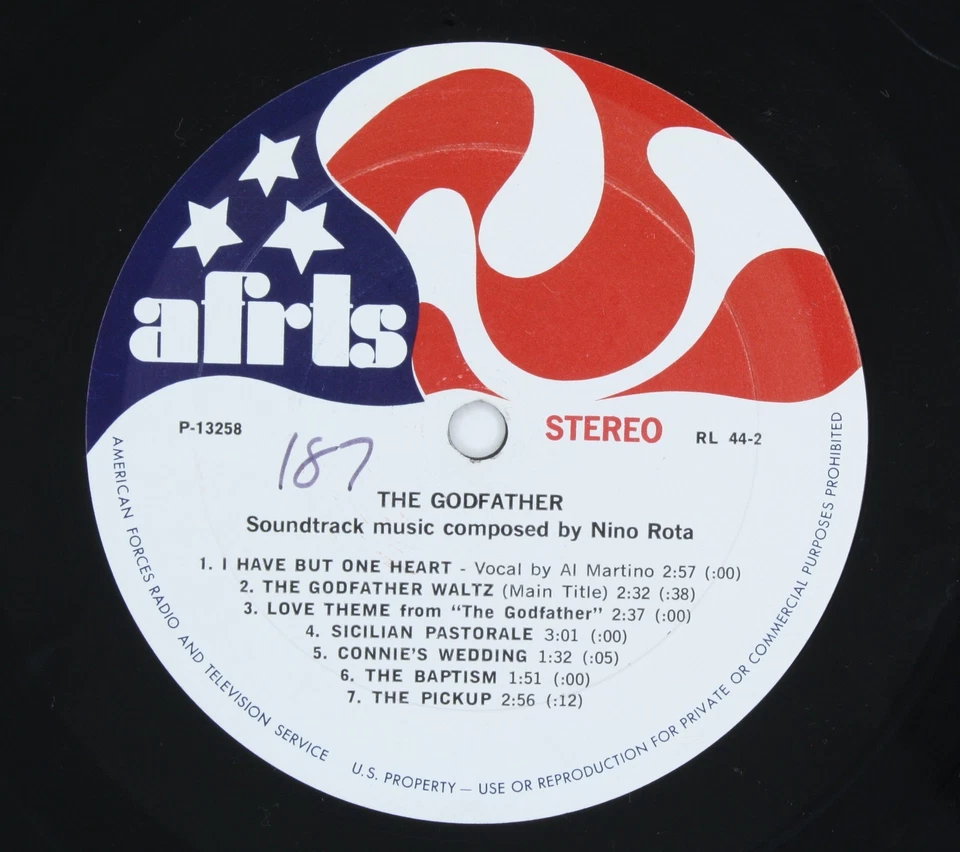 afrts
P-13258
STEREO
RL 44-2
187
THE GODFATHER
Soundtrack music composed by Nino Rota
1. I HAVE BUT ONE HEART - Vocal by Al Martino 2:57 (:00)
2. THE GODFATHER WALTZ (Main Title) 2:32 (:38)
3. LOVE THEME from "The Godfather" 2:37 (:00)
4. SICILIAN PASTORALE 3:01 (:00)
5. CONNIE'S WEDDING 1:32 (:05)
6. THE BAPTISM 1:51 (:00)
7. THE PICKUP 2:56 (:12)
AMERICAN FORCES RADIO AND TELEVISION SERVICE
U.S. PROPERTY — USE OR REPRODUCTION FOR PRIVATE OR COMMERCIAL PURPOSES PROHIBITED